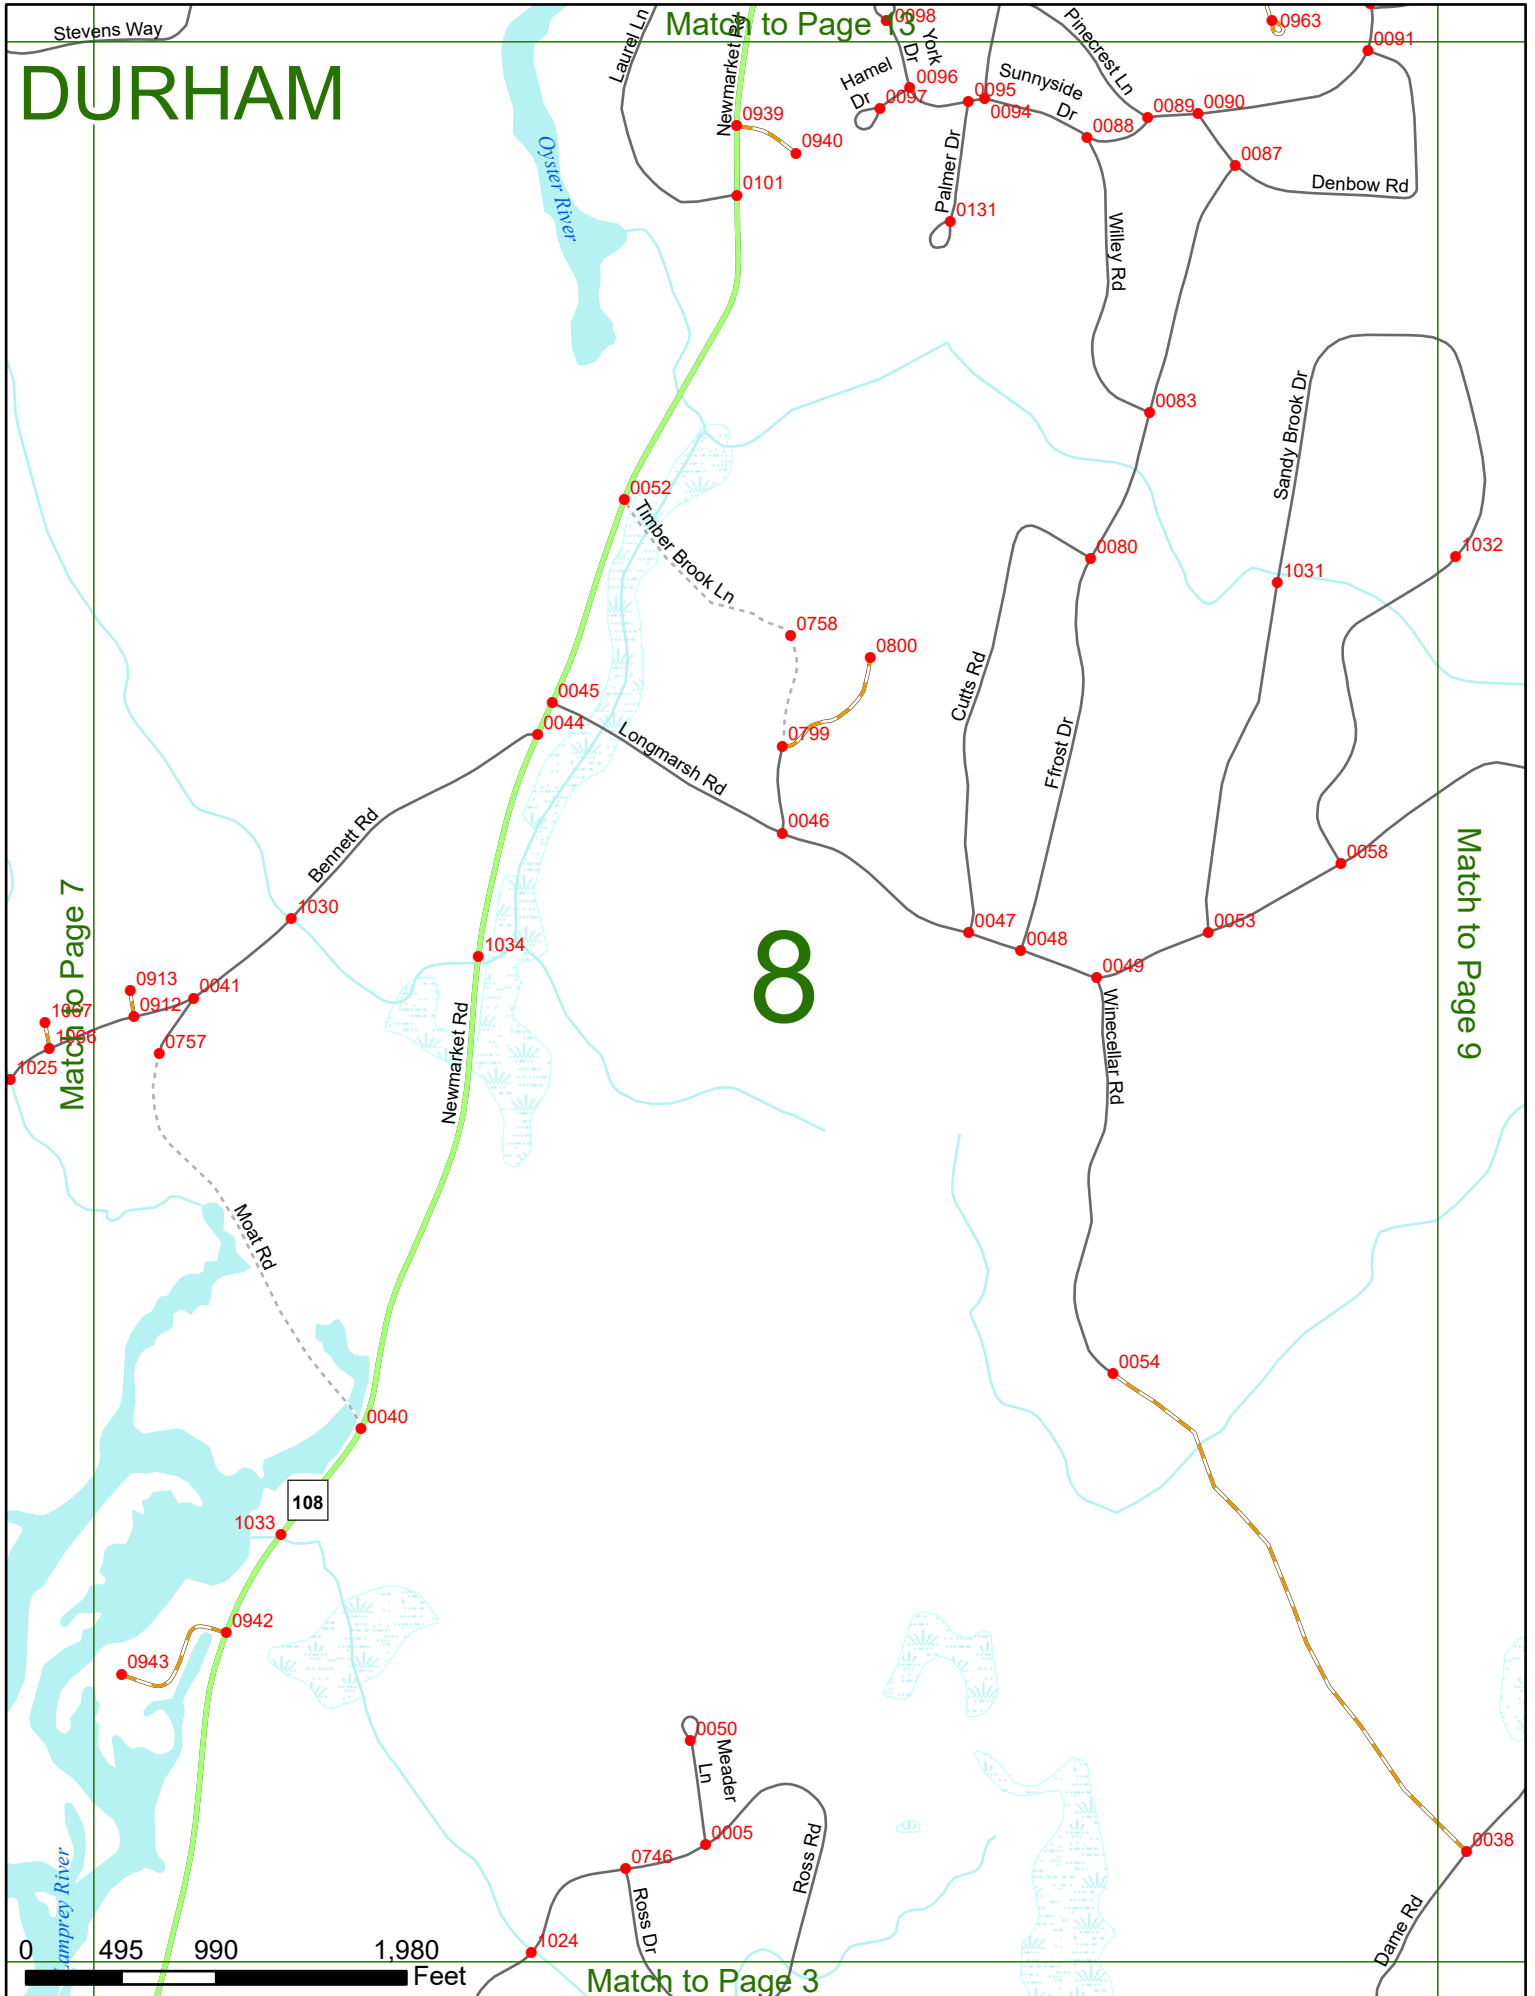 Match to Page 13
Stevens Way
DURHAM
Laurel Ln
Newmarket Rd
0098
York Dr
Pinecrest Ln
0963
0091
Hamel Dr
0096
0097
Sunnyside Dr
0095
0094
0089
0090
0088
0939
0940
Oyster River
0101
Palmer Dr
0131
0087
Denbow Rd
Willey Rd
0083
Sandy Brook Dr
0052
Timber Brook Ln
0080
1032
1031
0758
0800
Cutts Rd
0045
0044
Longmarsh Rd
0799
Ffrost Dr
Bennett Rd
0046
0058
Match to Page 7
Match to Page 9
1030
8
0047
0048
0053
1034
0049
0913
0041
0912
1067
1066
0757
1025
Newmarket Rd
Winecellar Rd
Moat Rd
0054
0040
108
1033
0942
0943
0050
Meader Ln
0005
0746
Ross Rd
Ross Dr
0038
Dame Rd
Lamprey River
1024
0 495 990 1,980
Feet
Match to Page 3